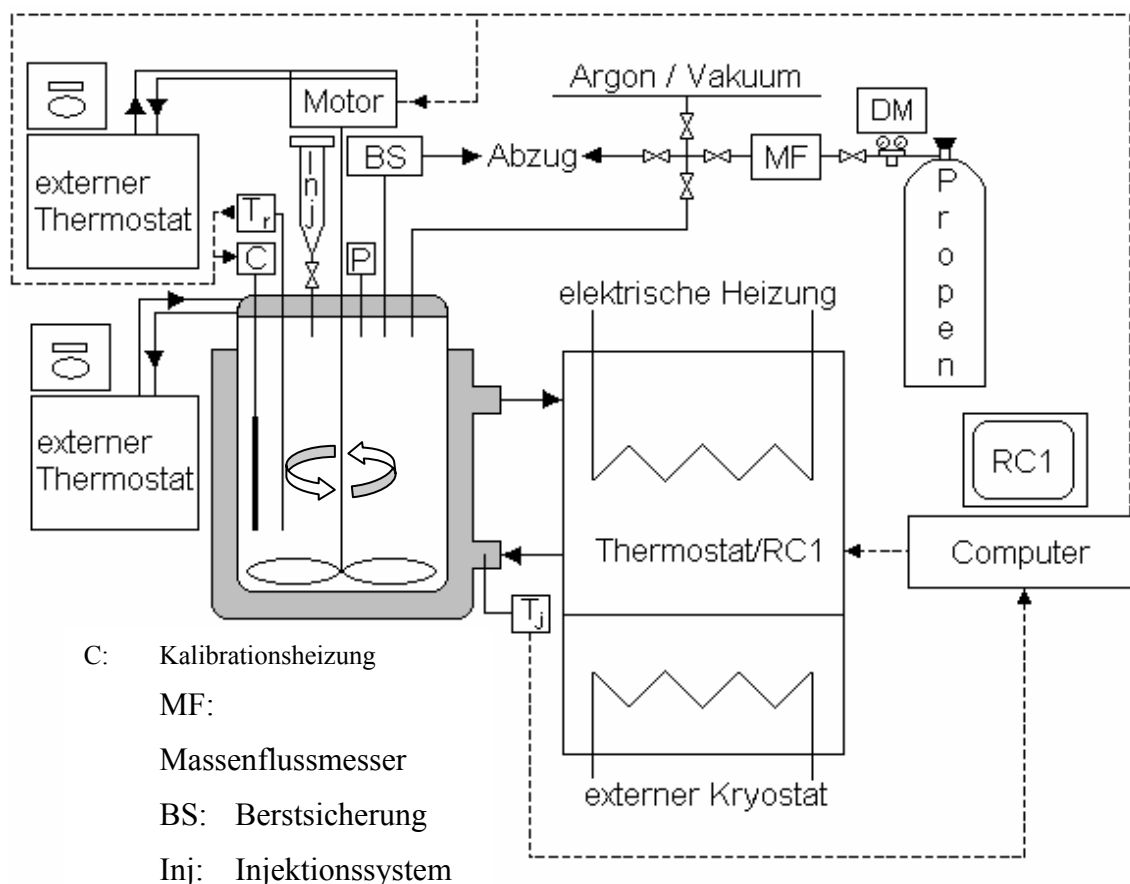 Argon / Vakuum
Motor
DM
BS
Abzug
MF
externer
Thermostat
Inj
Propen
Tr
C
P
elektrische Heizung
externer
Thermostat
RC1
Thermostat/RC1
Computer
Tj
C: Kalibrationsheizung
MF:
Massenflussmesser
externer Kryostat
BS: Berstsicherung
Inj: Injektionssystem